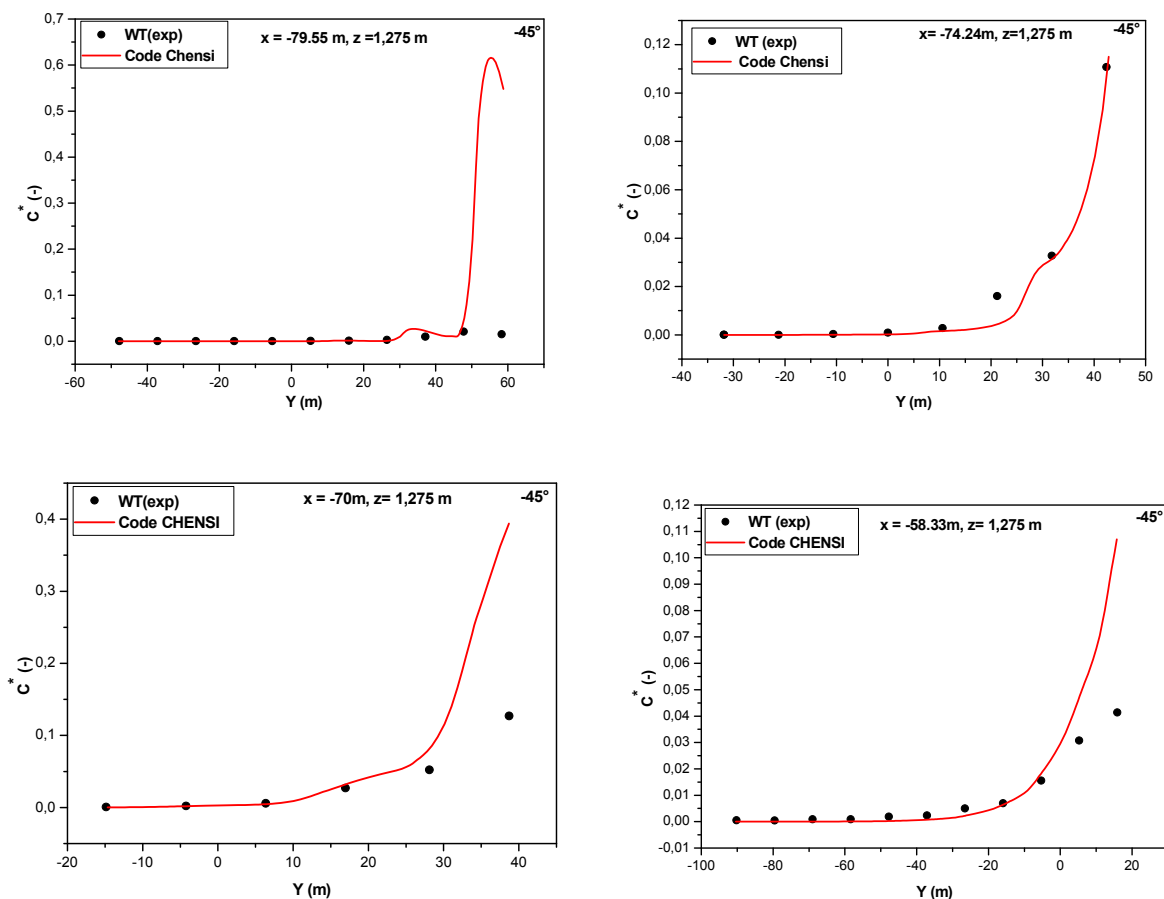 WT(exp)
Code Chensi
x = -79.55 m, z =1,275 m
-45°
0,7
0,6
0,5
0,4
0,3
0,2
0,1
0,0
C* (-)
-60 -40 -20 0 20 40 60
Y (m)
WT (exp)
Code Chensi
x= -74.24m, z=1,275 m
-45°
0,12
0,10
0,08
0,06
0,04
0,02
0,00
C* (-)
-40 -30 -20 -10 0 10 20 30 40 50
Y (m)
WT(exp)
Code CHENSI
x = -70m, z= 1,275 m
-45°
0,4
0,3
0,2
0,1
0,0
C* (-)
-20 -10 0 10 20 30 40
Y (m)
WT (exp)
Code CHENSI
x = -58.33m, z= 1,275 m
-45°
0,12
0,11
0,10
0,09
0,08
0,07
0,06
0,05
0,04
0,03
0,02
0,01
0,00
-0,01
C* (-)
-100 -80 -60 -40 -20 0 20
Y (m)